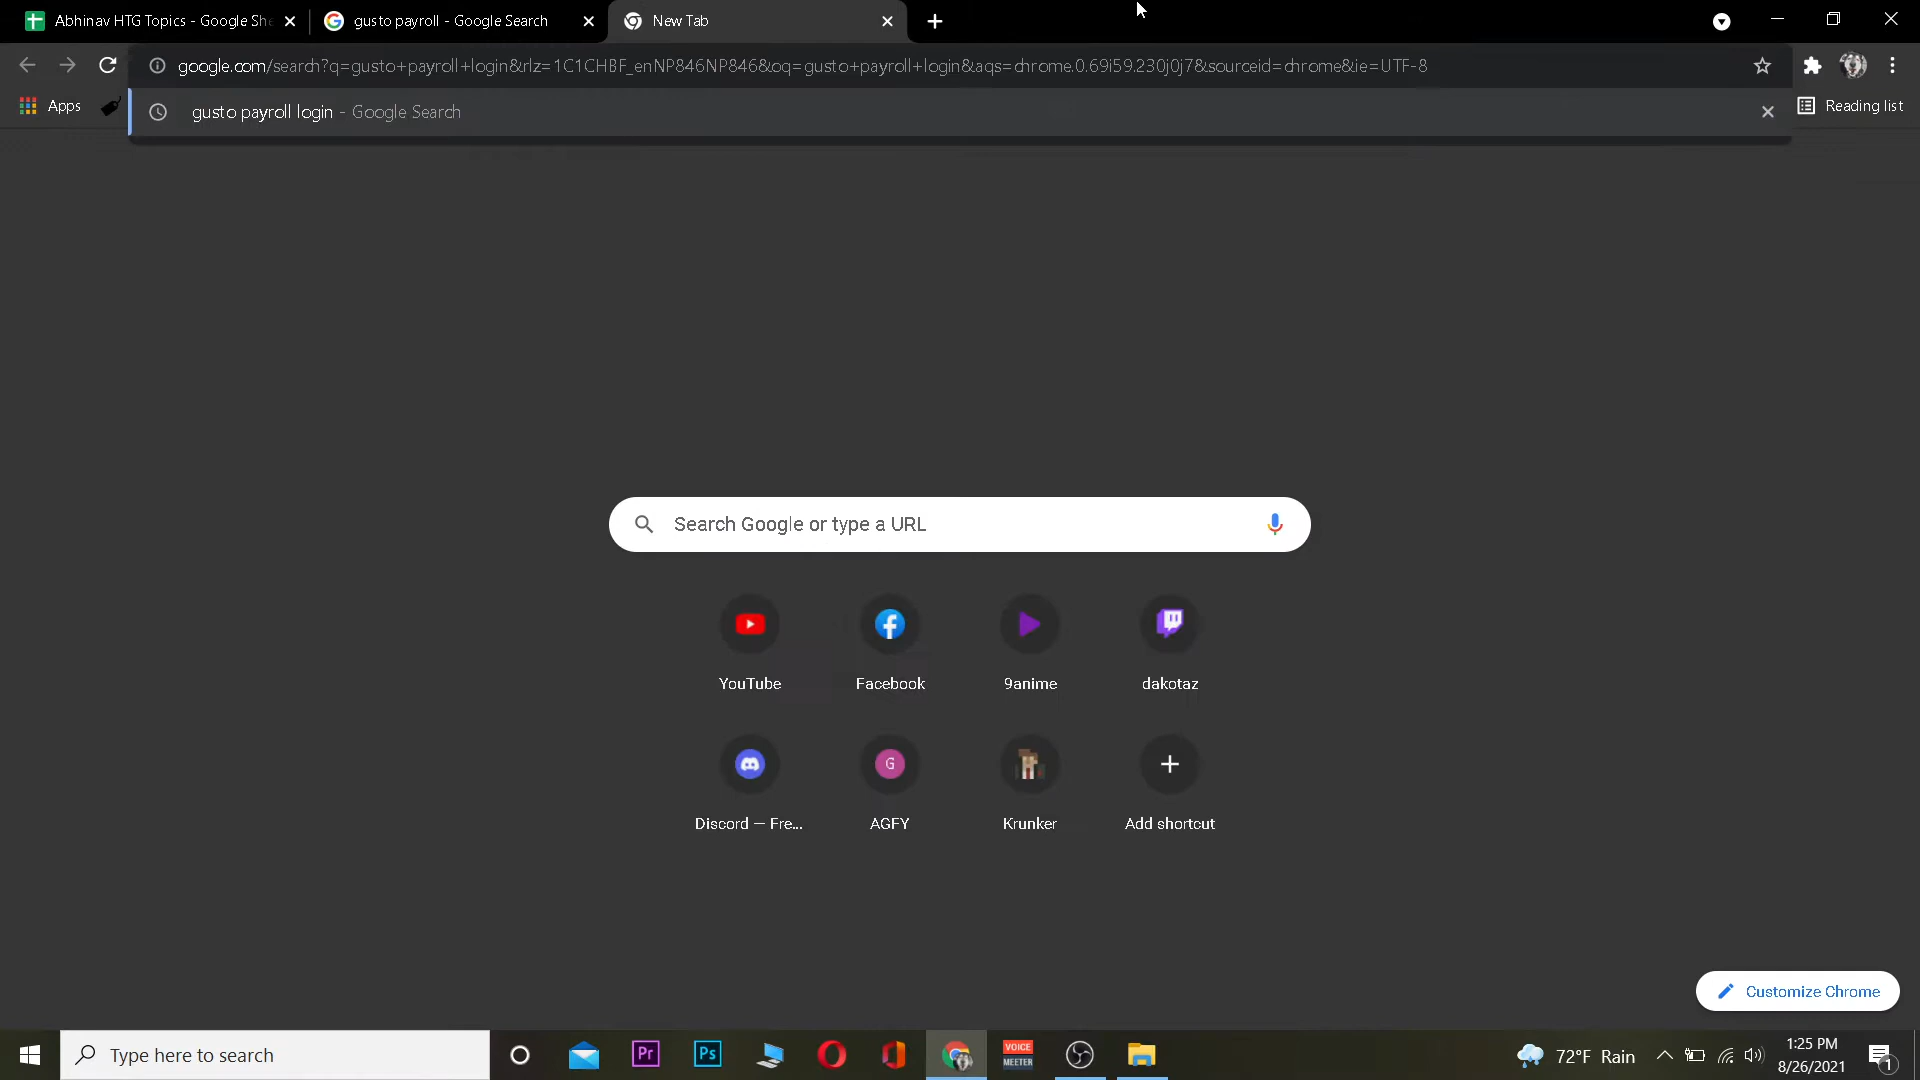 Abhinav HTG Topics - Google She
gusto payroll - Google Search
New Tab
google.com/search?q=gusto+payroll+login&rlz=1C1CHBF_enNP846NP846&oq=gusto+payroll+login&aqs=chrome.0.69i59.230j0j7&sourceid=chrome&ie=UTF-8
Apps
gusto payroll login - Google Search
Reading list
Search Google or type a URL
YouTube
Facebook
9anime
dakotaz
G
Discord — Fre...
AGFY
Krunker
Add shortcut
Customize Chrome
Type here to search
Pr
Ps
VOICE
MEETER
72°F Rain
1:25 PM
8/26/2021
1